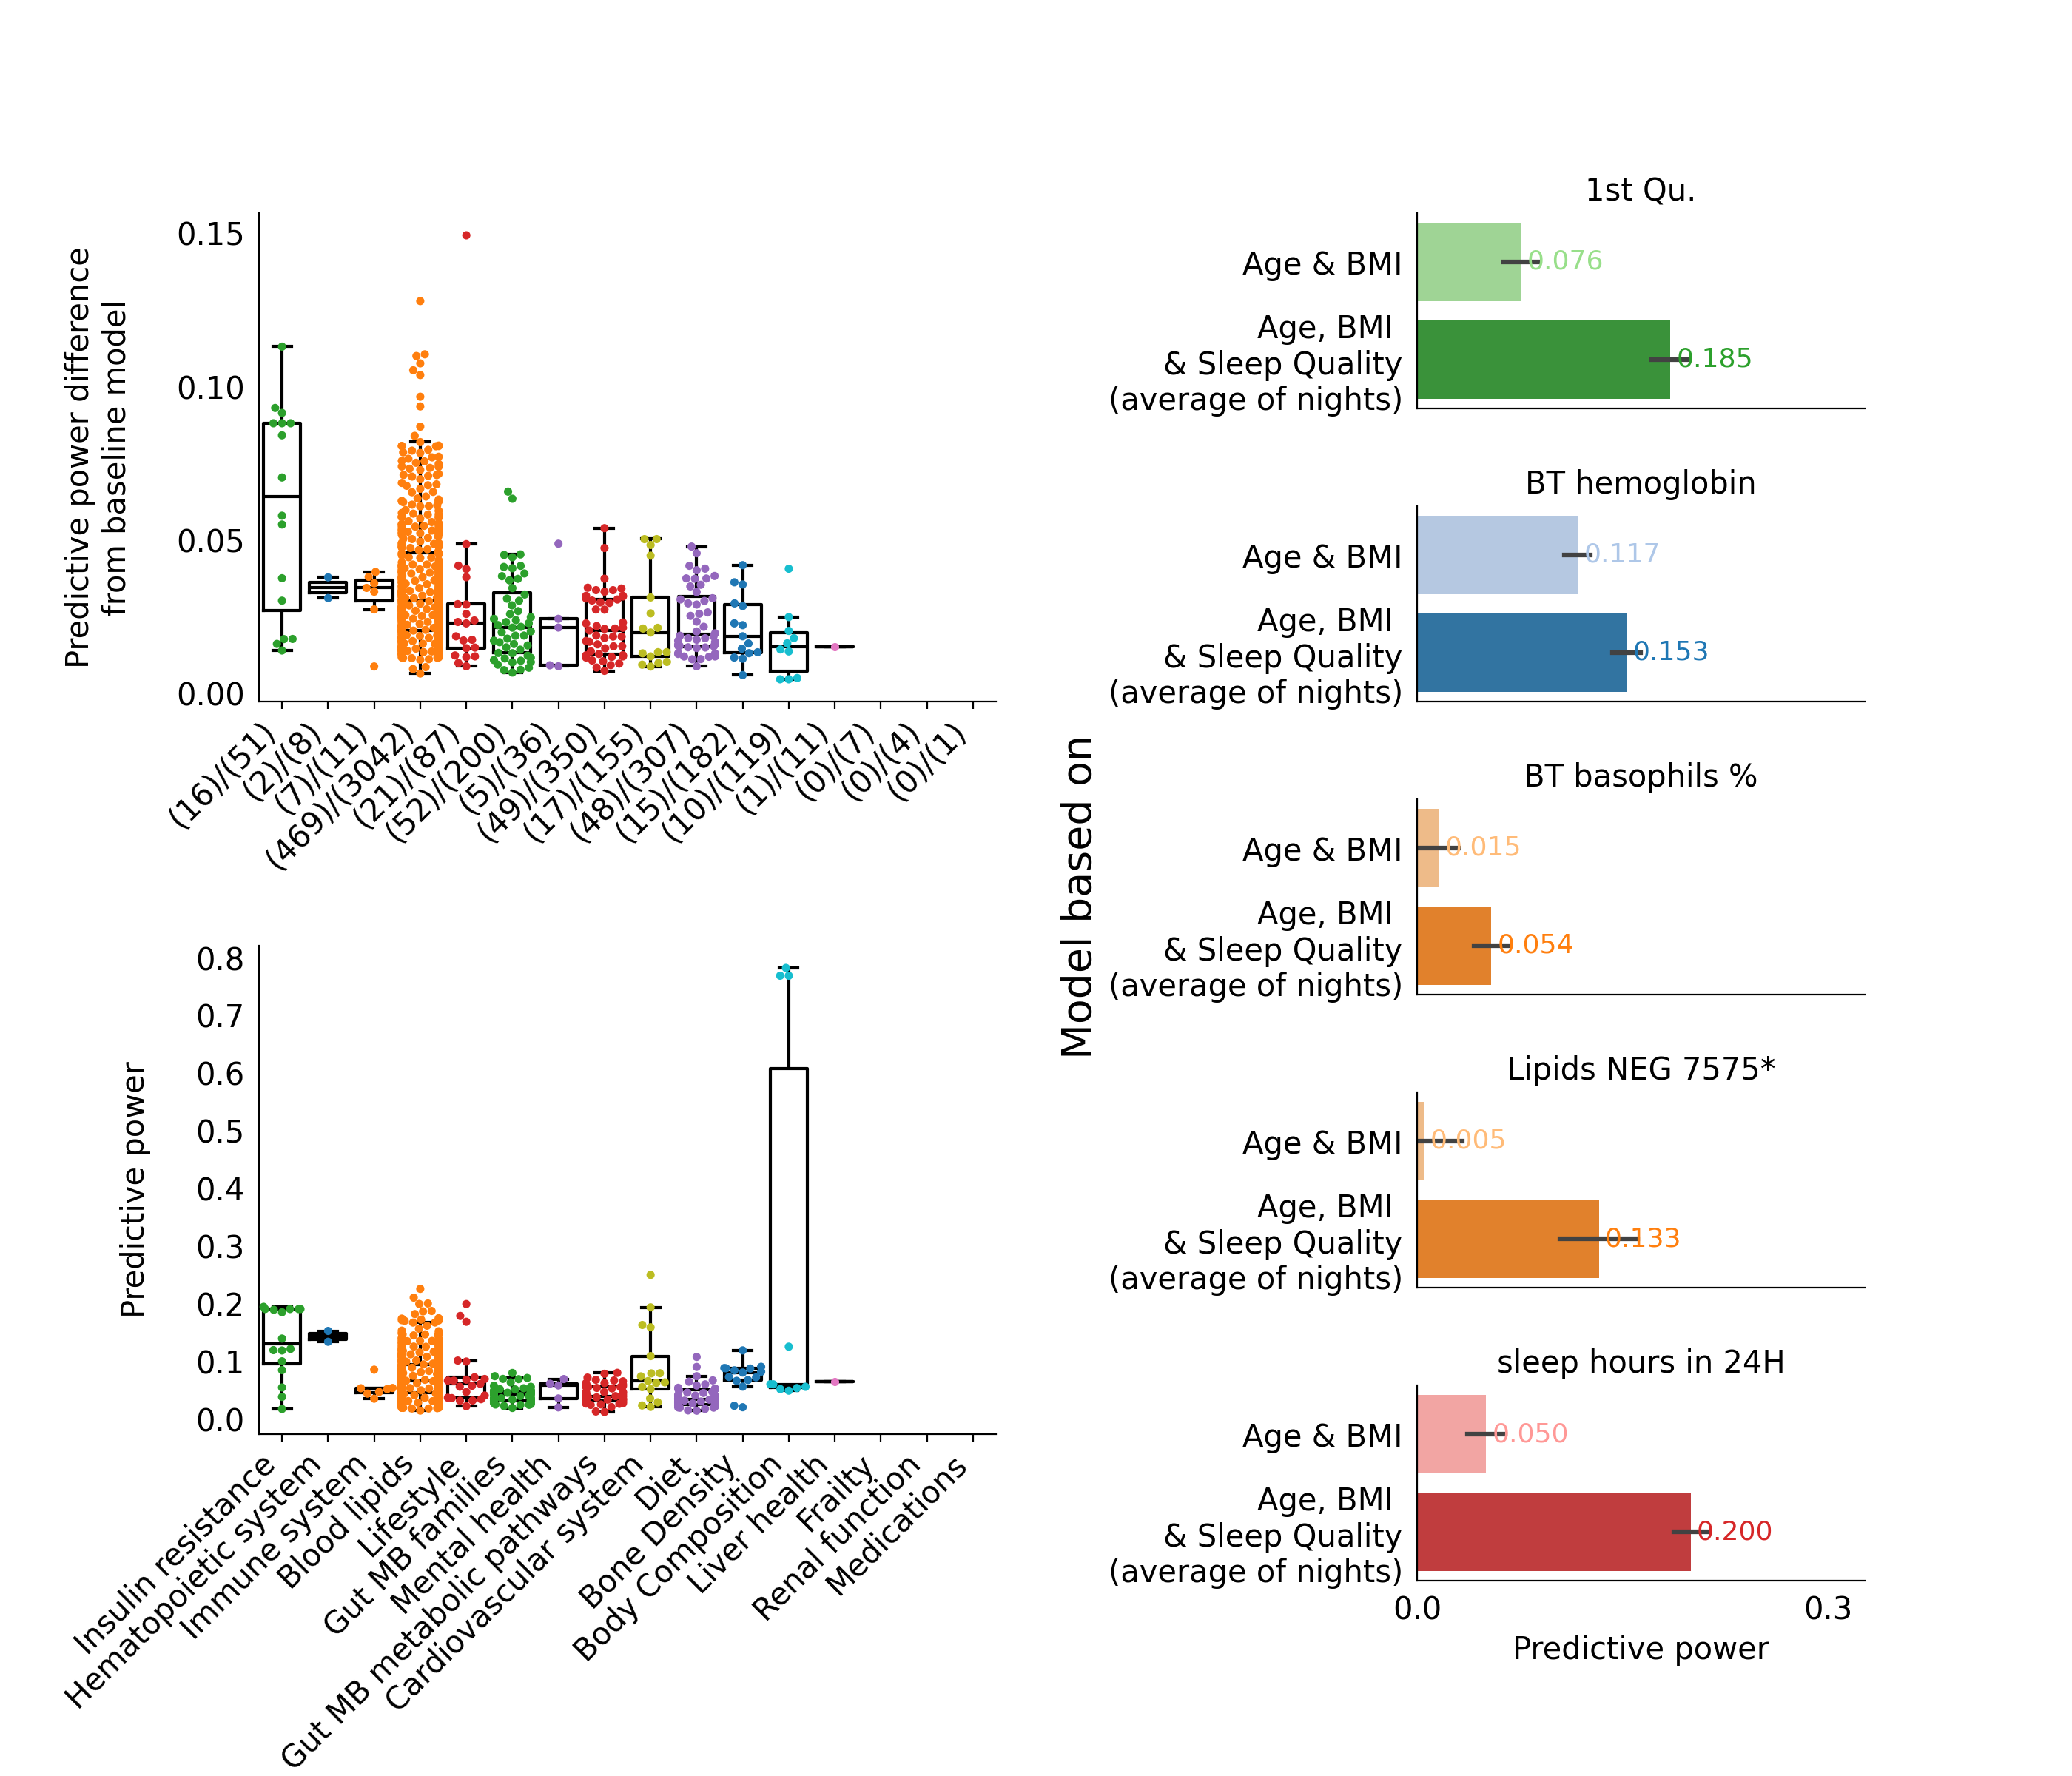 Predictive power difference
from baseline model
0.15
0.10
0.05
0.00
(16)/(51)
(2)/(8)
(7)/(11)
(469)/(3042)
(21)/(87)
(52)/(200)
(5)/(36)
(49)/(350)
(17)/(155)
(48)/(307)
(15)/(182)
(10)/(119)
(1)/(11)
(0)/(7)
(0)/(4)
(0)/(1)
Predictive power
0.8
0.7
0.6
0.5
0.4
0.3
0.2
0.1
0.0
Insulin resistance
Hematopoietic system
Immune system
Blood lipids
Lifestyle
Gut MB families
Mental health
Gut MB metabolic pathways
Cardiovascular system
Diet
Bone Density
Body Composition
Liver health
Frailty
Renal function
Medications
Model based on
1st Qu.
Age & BMI
0.076
Age, BMI
& Sleep Quality
(average of nights)
0.185
BT hemoglobin
Age & BMI
0.117
Age, BMI
& Sleep Quality
(average of nights)
0.153
BT basophils %
Age & BMI
0.015
Age, BMI
& Sleep Quality
(average of nights)
0.054
Lipids NEG 7575*
Age & BMI
0.005
Age, BMI
& Sleep Quality
(average of nights)
0.133
sleep hours in 24H
Age & BMI
0.050
Age, BMI
& Sleep Quality
(average of nights)
0.200
0.0
0.3
Predictive power